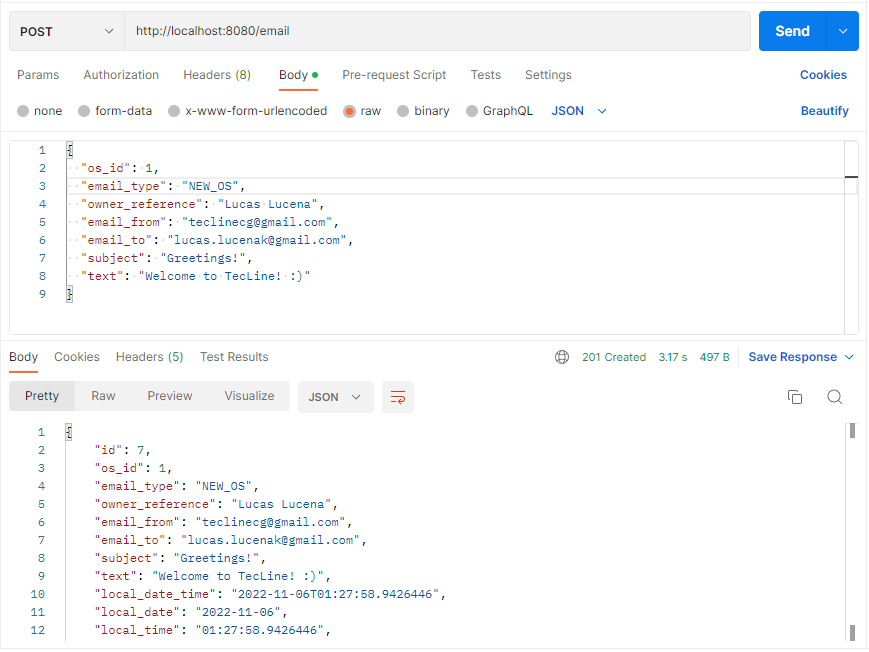 POST http://localhost:8080/email Send
Params Authorization Headers (8) Body Pre-request Script Tests Settings Cookies
none form-data x-www-form-urlencoded raw binary GraphQL JSON Beautify
1 {
2 "os_id": 1,
3 "email_type": "NEW_OS",
4 "owner_reference": "Lucas Lucena",
5 "email_from": "teclinecg@gmail.com",
6 "email_to": "lucas.lucenak@gmail.com",
7 "subject": "Greetings!",
8 "text": "Welcome to TecLine! :)"
9 }
Body Cookies Headers (5) Test Results 201 Created 3.17 s 497 B Save Response
Pretty Raw Preview Visualize JSON
1 {
2 "id": 7,
3 "os_id": 1,
4 "email_type": "NEW_OS",
5 "owner_reference": "Lucas Lucena",
6 "email_from": "teclinecg@gmail.com",
7 "email_to": "lucas.lucenak@gmail.com",
8 "subject": "Greetings!",
9 "text": "Welcome to TecLine! :)",
10 "local_date_time": "2022-11-06T01:27:58.9426446",
11 "local_date": "2022-11-06",
12 "local_time": "01:27:58.9426446",